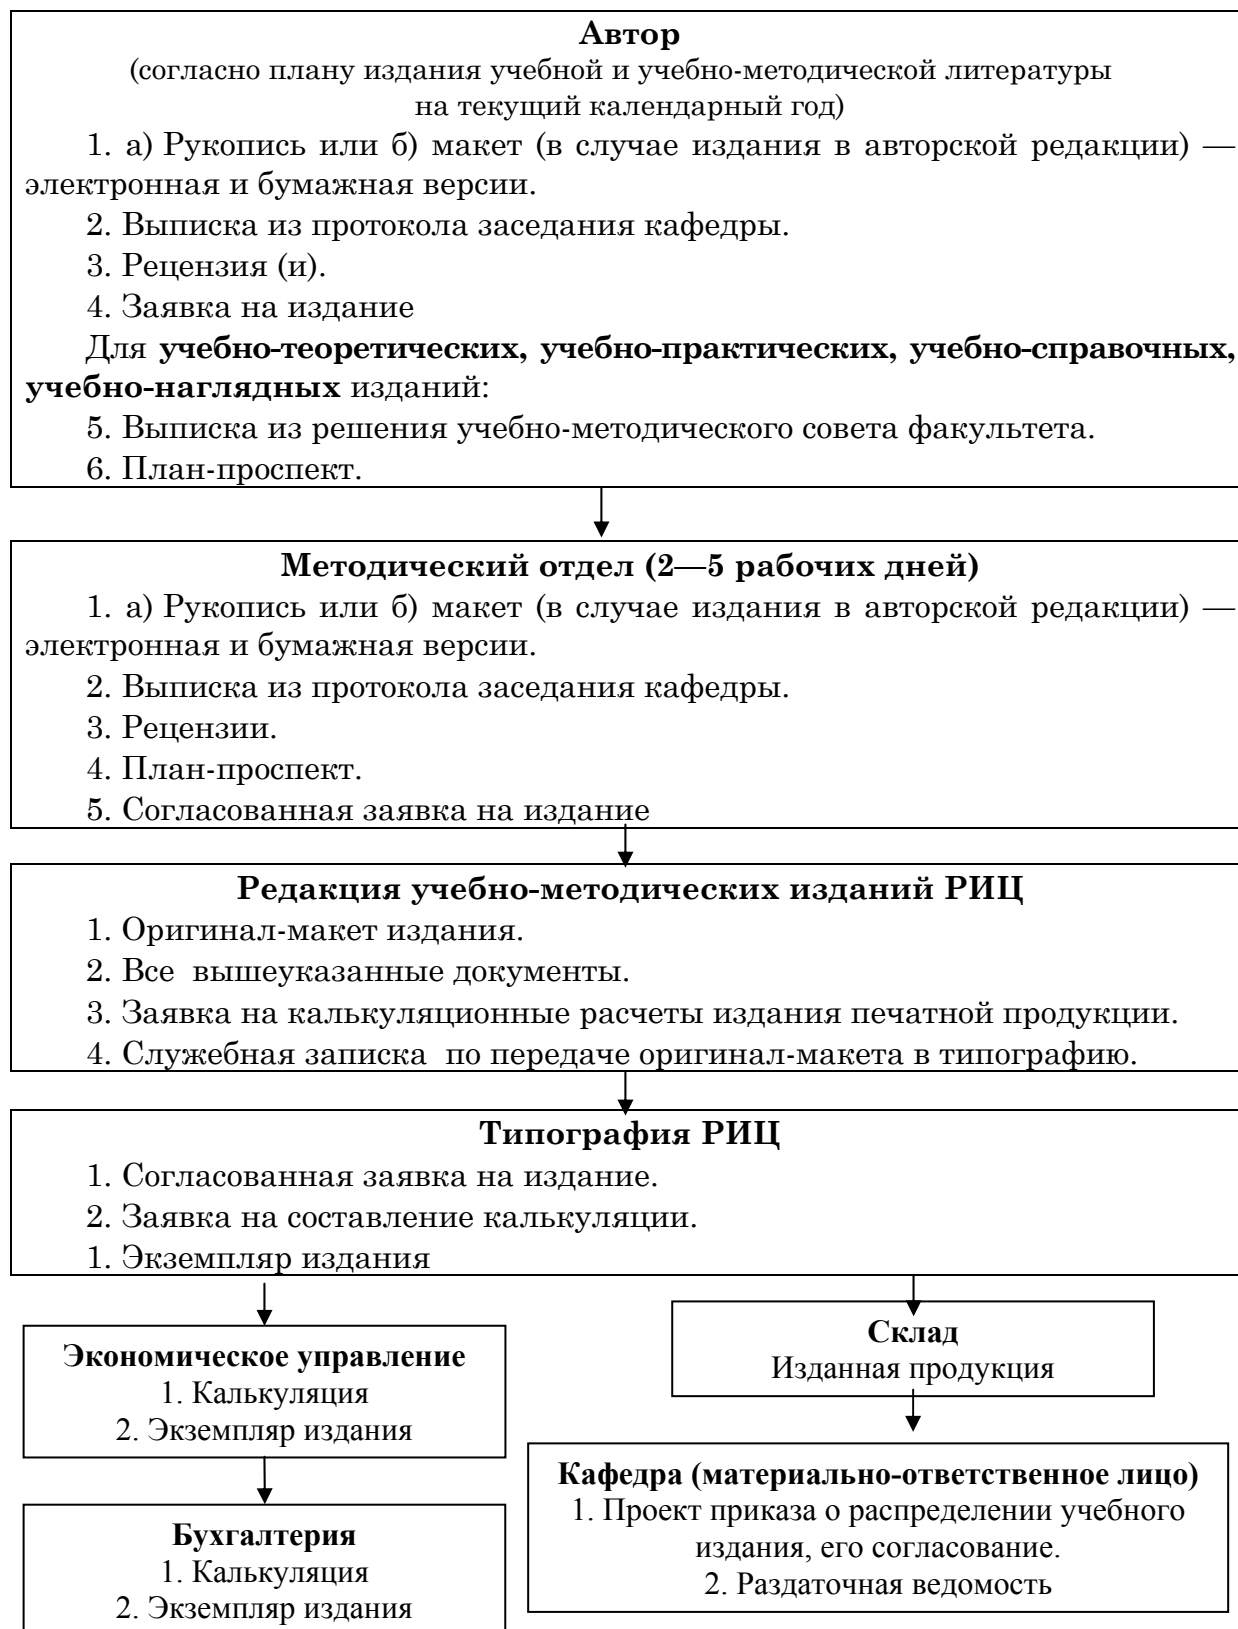 Автор
(согласно плану издания учебной и учебно-методической литературы
на текущий календарный год)
1. а) Рукопись или б) макет (в случае издания в авторской редакции) —
электронная и бумажная версии.
2. Выписка из протокола заседания кафедры.
3. Рецензия (и).
4. Заявка на издание
Для учебно-теоретических, учебно-практических, учебно-справочных,
учебно-наглядных изданий:
5. Выписка из решения учебно-методического совета факультета.
6. План-проспект.
Методический отдел (2—5 рабочих дней)
1. а) Рукопись или б) макет (в случае издания в авторской редакции) —
электронная и бумажная версии.
2. Выписка из протокола заседания кафедры.
3. Рецензии.
4. План-проспект.
5. Согласованная заявка на издание
Редакция учебно-методических изданий РИЦ
1. Оригинал-макет издания.
2. Все вышеуказанные документы.
3. Заявка на калькуляционные расчеты издания печатной продукции.
4. Служебная записка по передаче оригинал-макета в типографию.
Типография РИЦ
1. Согласованная заявка на издание.
2. Заявка на составление калькуляции.
1. Экземпляр издания
Экономическое управление
1. Калькуляция
2. Экземпляр издания
Бухгалтерия
1. Калькуляция
2. Экземпляр издания
Склад
Изданная продукция
Кафедра (материально-ответственное лицо)
1. Проект приказа о распределении учебного
издания, его согласование.
2. Раздаточная ведомость